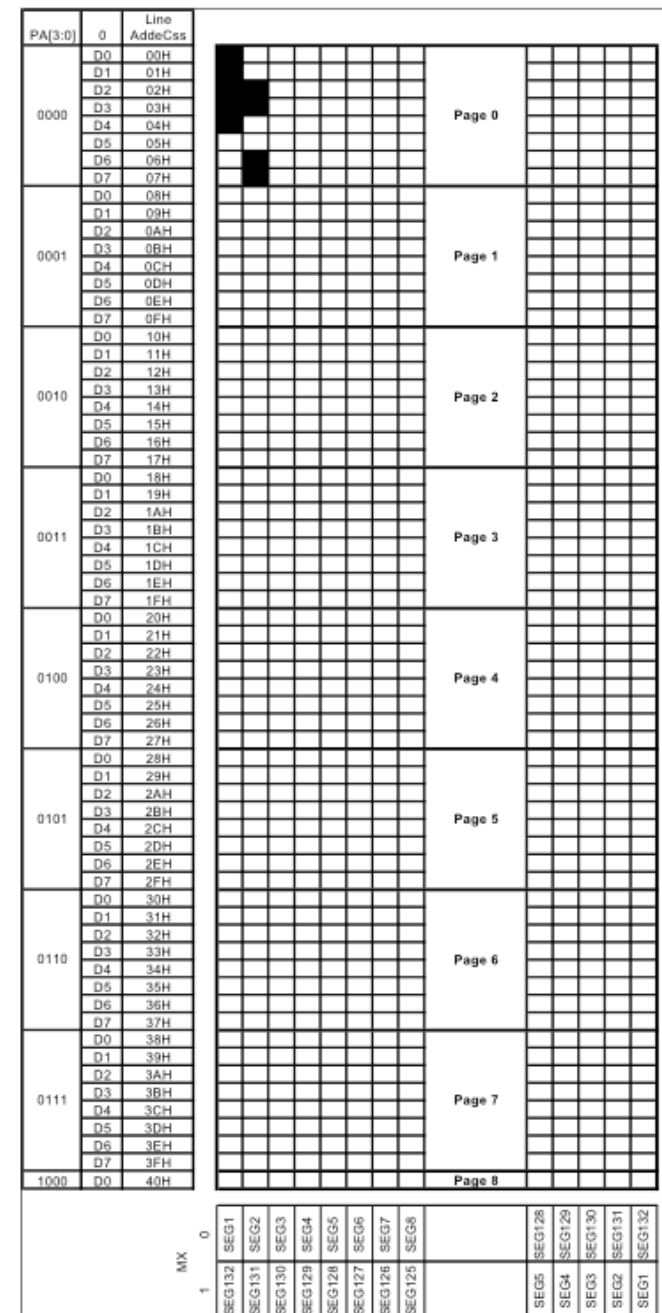 Line
PA[3:0] 0 AddeCss
D0 00H
D1 01H
D2 02H
D3 03H
0000 Page 0
D4 04H
D5 05H
D6 06H
D7 07H
D0 08H
D1 09H
D2 0AH
D3 0BH
0001 Page 1
D4 0CH
D5 0DH
D6 0EH
D7 0FH
D0 10H
D1 11H
D2 12H
D3 13H
0010 Page 2
D4 14H
D5 15H
D6 16H
D7 17H
D0 18H
D1 19H
D2 1AH
D3 1BH
0011 Page 3
D4 1CH
D5 1DH
D6 1EH
D7 1FH
D0 20H
D1 21H
D2 22H
D3 23H
0100 Page 4
D4 24H
D5 25H
D6 26H
D7 27H
D0 28H
D1 29H
D2 2AH
D3 2BH
0101 Page 5
D4 2CH
D5 2DH
D6 2EH
D7 2FH
D0 30H
D1 31H
D2 32H
D3 33H
0110 Page 6
D4 34H
D5 35H
D6 36H
D7 37H
D0 38H
D1 39H
D2 3AH
D3 3BH
0111 Page 7
D4 3CH
D5 3DH
D6 3EH
D7 3FH
1000 D0 40H Page 8
MX
0 SEG1 SEG2 SEG3 SEG4 SEG5 SEG6 SEG7 SEG8 SEG128 SEG129 SEG130 SEG131 SEG132
1 SEG132 SEG131 SEG130 SEG129 SEG128 SEG127 SEG126 SEG125 SEG5 SEG4 SEG3 SEG2 SEG1